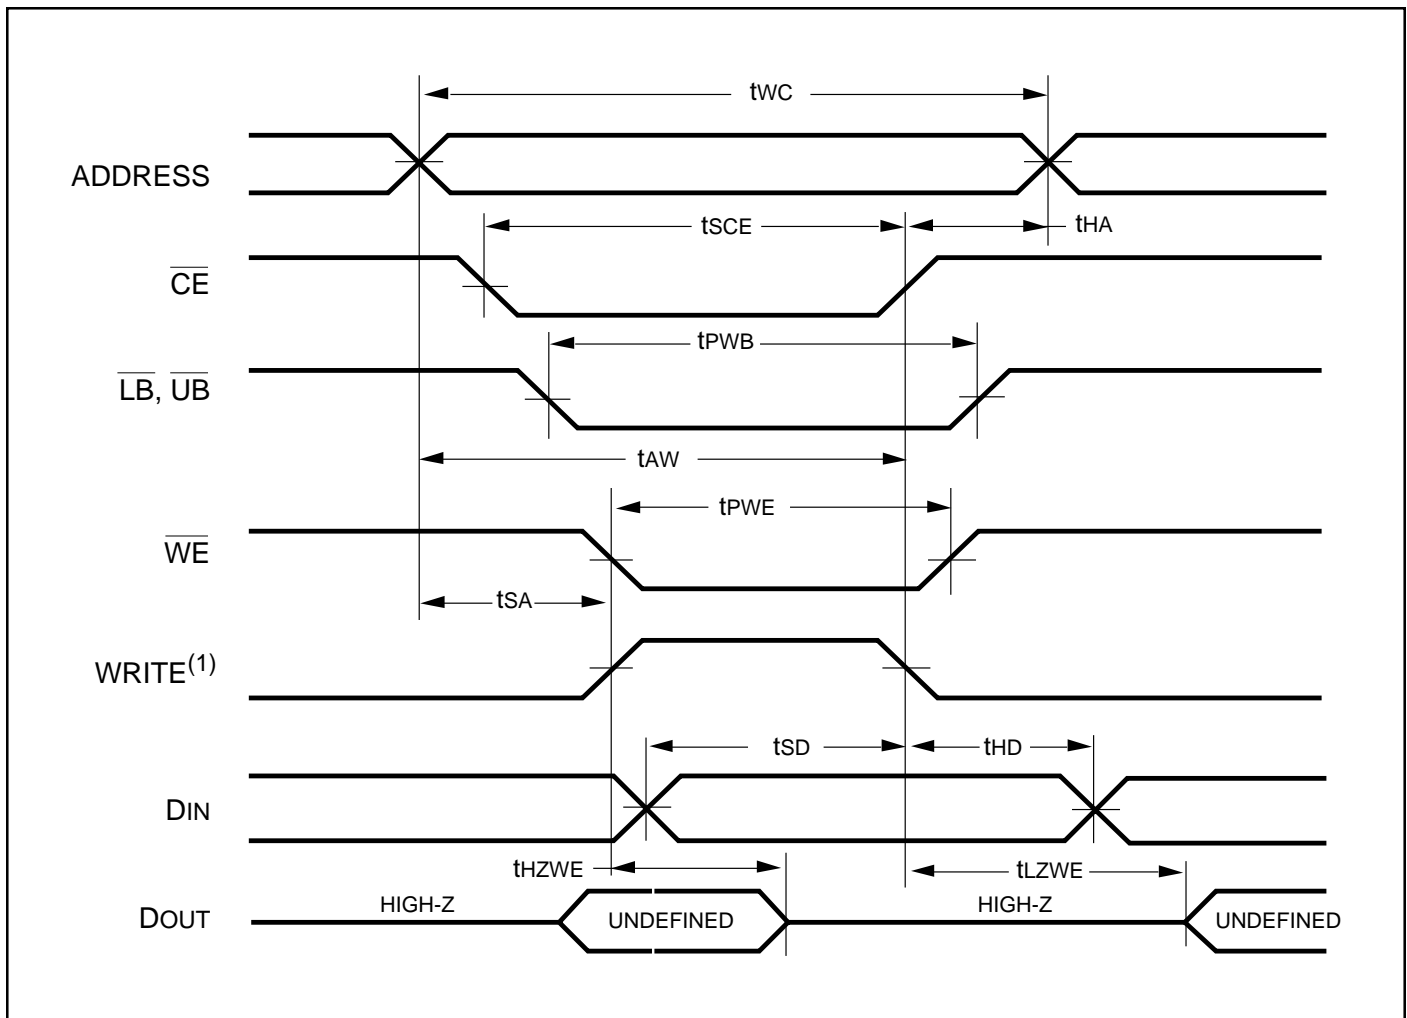 tWC
ADDRESS
tSCE
tHA
CE
tPWB
LB, UB
tAW
tPWE
WE
tSA
WRITE(1)
tSD
tHD
DIN
tHZWE
tLZWE
DOUT
HIGH-Z
UNDEFINED
HIGH-Z
UNDEFINED